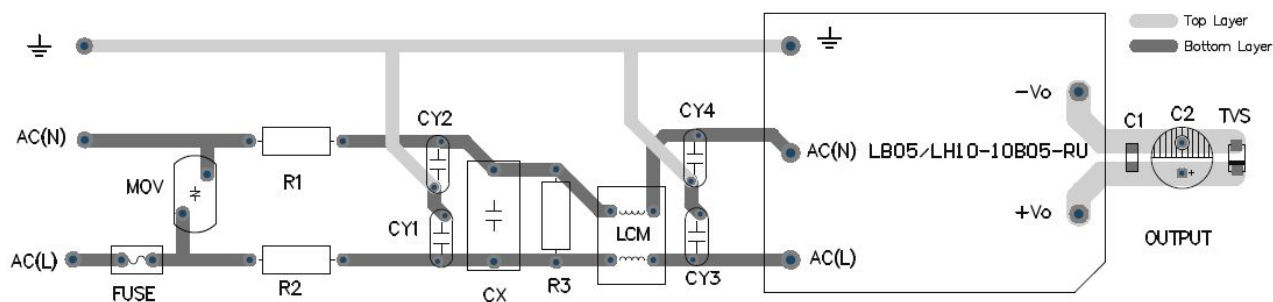 Top Layer
Bottom Layer
AC(N)
CY2
CY4
-Vo
C1
C2
TVS
MOV
R1
AC(N)
LB05/LH10-10B05-RU
CY1
LCM
+Vo
+
AC(L)
FUSE
R2
CX
R3
CY3
AC(L)
OUTPUT